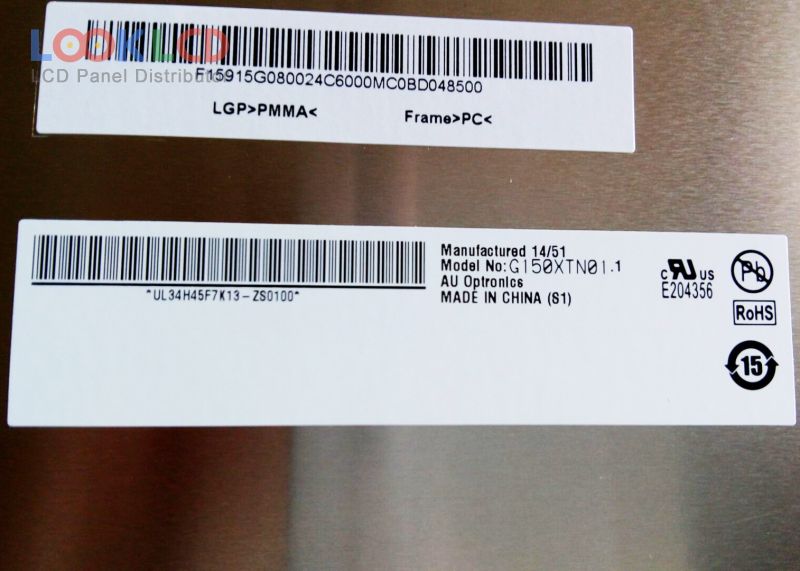 LOOKLCD
LCD Panel Distributor
F15915G080024C6000MC0BD048500
LGP>PMMA< Frame>PC<
*UL34H45F7K13-ZS0100*
Manufactured 14/51
Model No:G150XTN01.1
AU Optronics
MADE IN CHINA (S1)
c RU US
E204356
Pb
RoHS
15